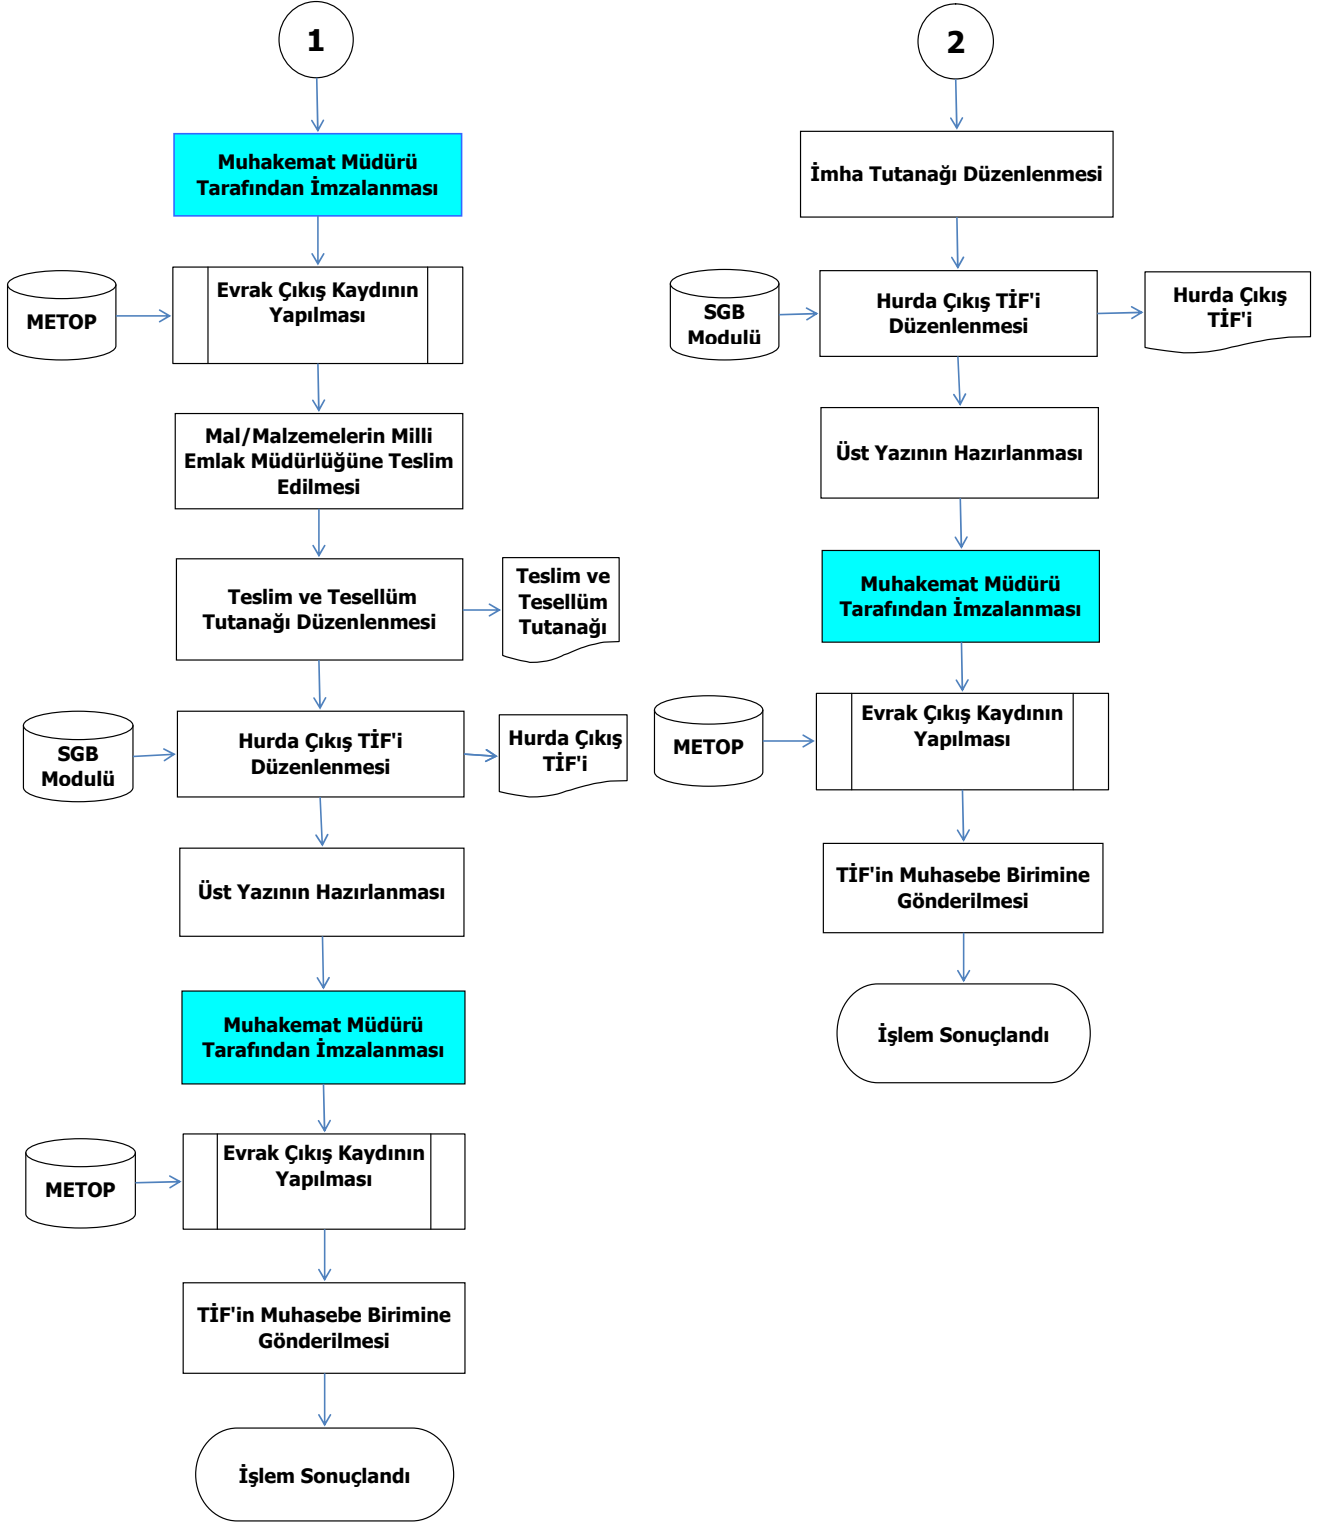 1
Muhakemat Müdürü
Tarafından İmzalanması
Evrak Çıkış Kaydının
Yapılması
METOP
Mal/Malzemelerin Milli
Emlak Müdürlüğüne Teslim
Edilmesi
Teslim ve Tesellüm
Tutanağı Düzenlenmesi
Teslim ve
Tesellüm
Tutanağı
SGB
Modulü
Hurda Çıkış TİF'i
Düzenlenmesi
Hurda Çıkış
TİF'i
Üst Yazının Hazırlanması
Muhakemat Müdürü
Tarafından İmzalanması
METOP
Evrak Çıkış Kaydının
Yapılması
TİF'in Muhasebe Birimine
Gönderilmesi
İşlem Sonuçlandı
2
İmha Tutanağı Düzenlenmesi
SGB
Modulü
Hurda Çıkış TİF'i
Düzenlenmesi
Hurda Çıkış
TİF'i
Üst Yazının Hazırlanması
Muhakemat Müdürü
Tarafından İmzalanması
METOP
Evrak Çıkış Kaydının
Yapılması
TİF'in Muhasebe Birimine
Gönderilmesi
İşlem Sonuçlandı